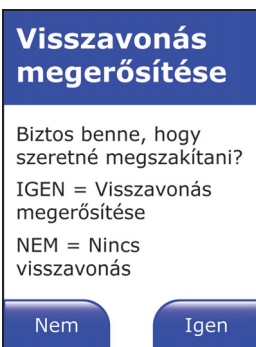 Visszavonás
megerősítése
Biztos benne, hogy
szeretné megszakítani?
IGEN = Visszavonás
megerősítése
NEM = Nincs
visszavonás
Nem
Igen